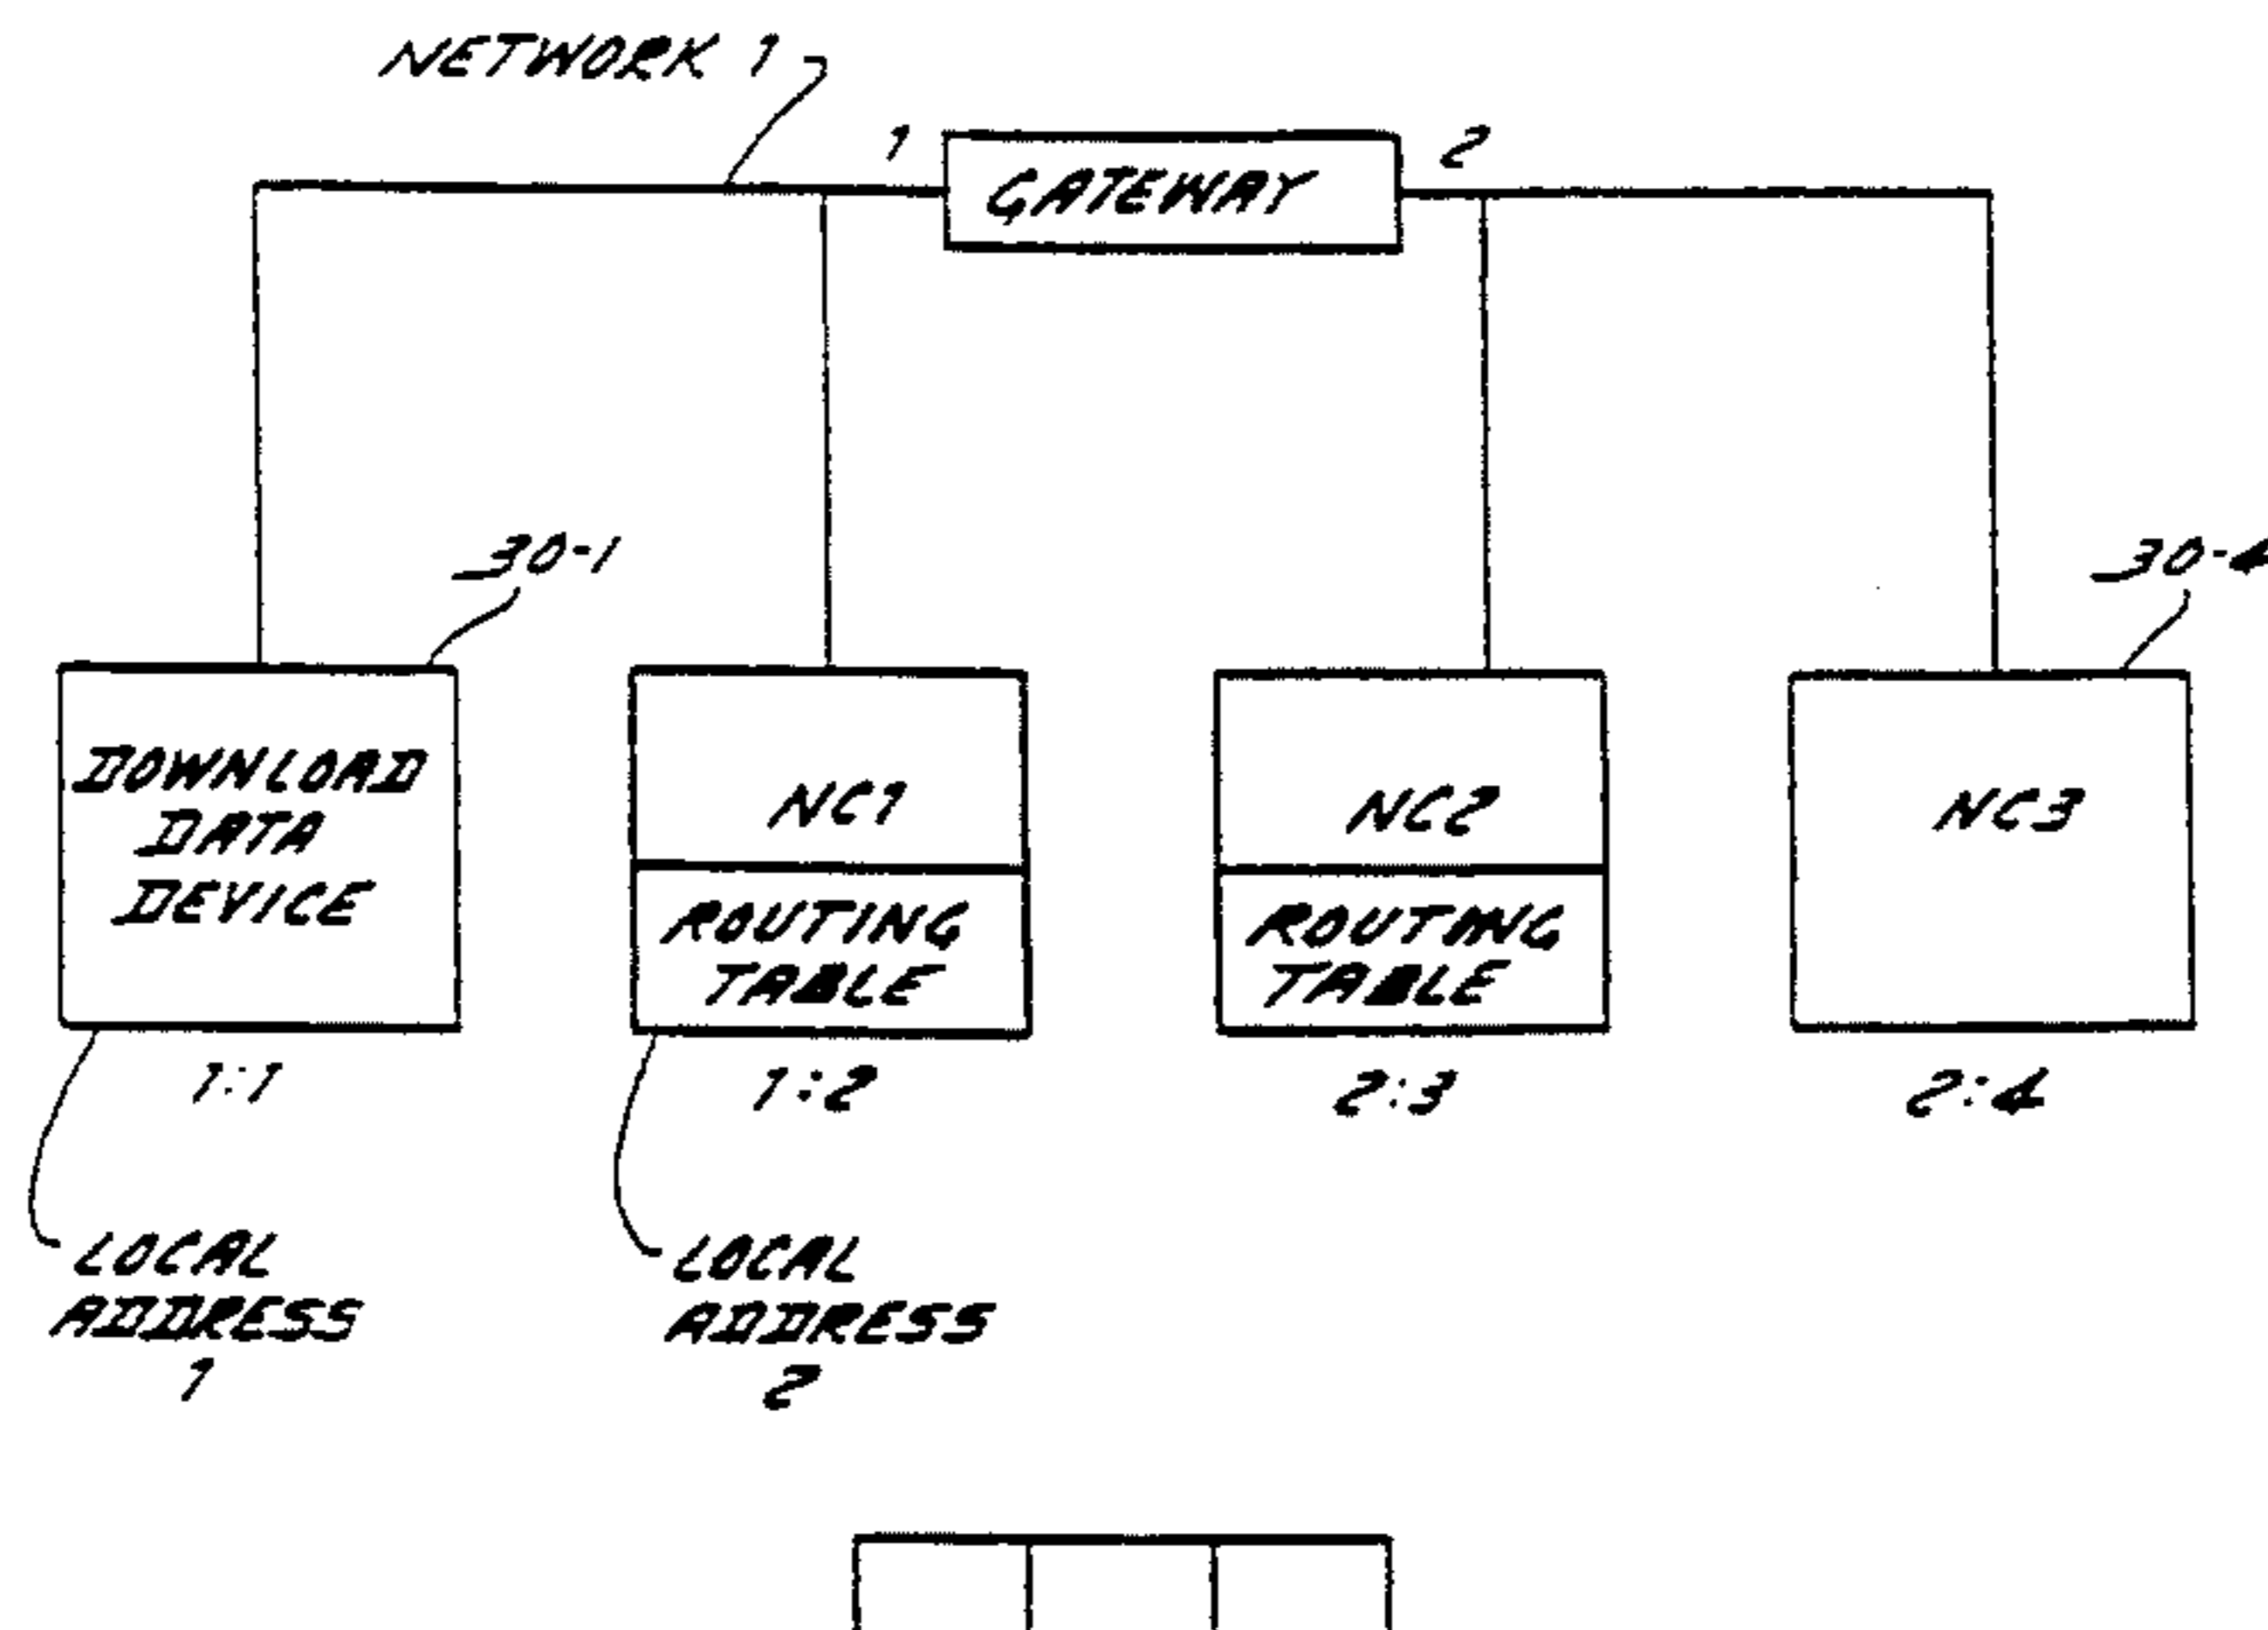 NETWORK 1
1
GATEWAY
2
30-1
30-4
DOWNLOAD
DATA
DEVICE
NC1
ROUTING
TABLE
NC2
ROUTING
TABLE
NC3
1:1
1:2
2:3
2:4
LOCAL
ADDRESS
1
LOCAL
ADDRESS
2